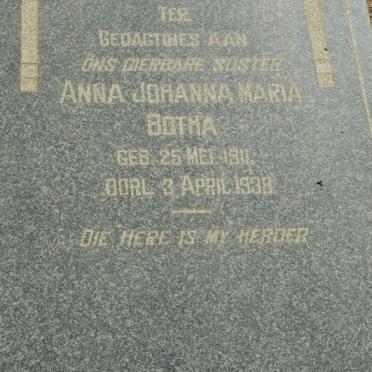 TER
GEDAGTINES AAN
ONS DIERBARE SUSTER
ANNA JOHANNA MARIA
BOTHA
GEB. 25 MEI 1911.
OORL. 3 APRIL 1938
DIE HERE IS MY HERDER